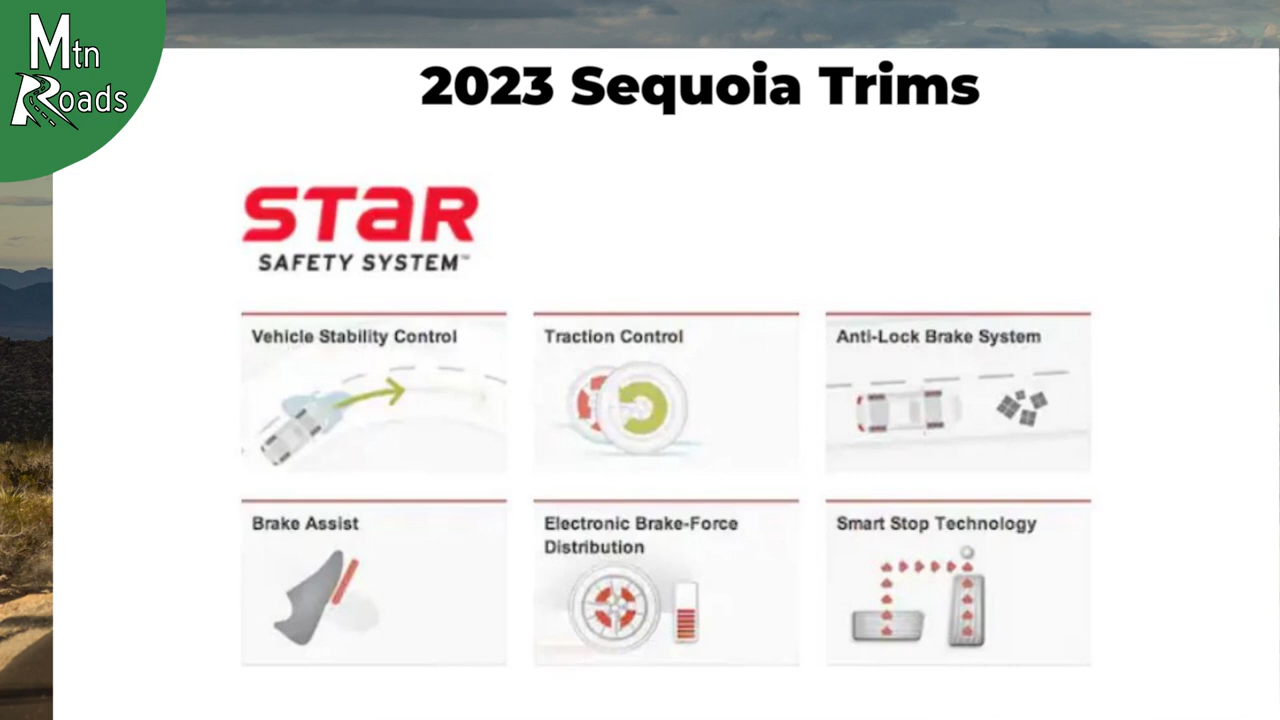 Mtn
Roads
2023 Sequoia Trims
STaR
SAFETY SYSTEM™
Vehicle Stability Control
Traction Control
Anti-Lock Brake System
Brake Assist
Electronic Brake-Force
Distribution
Smart Stop Technology